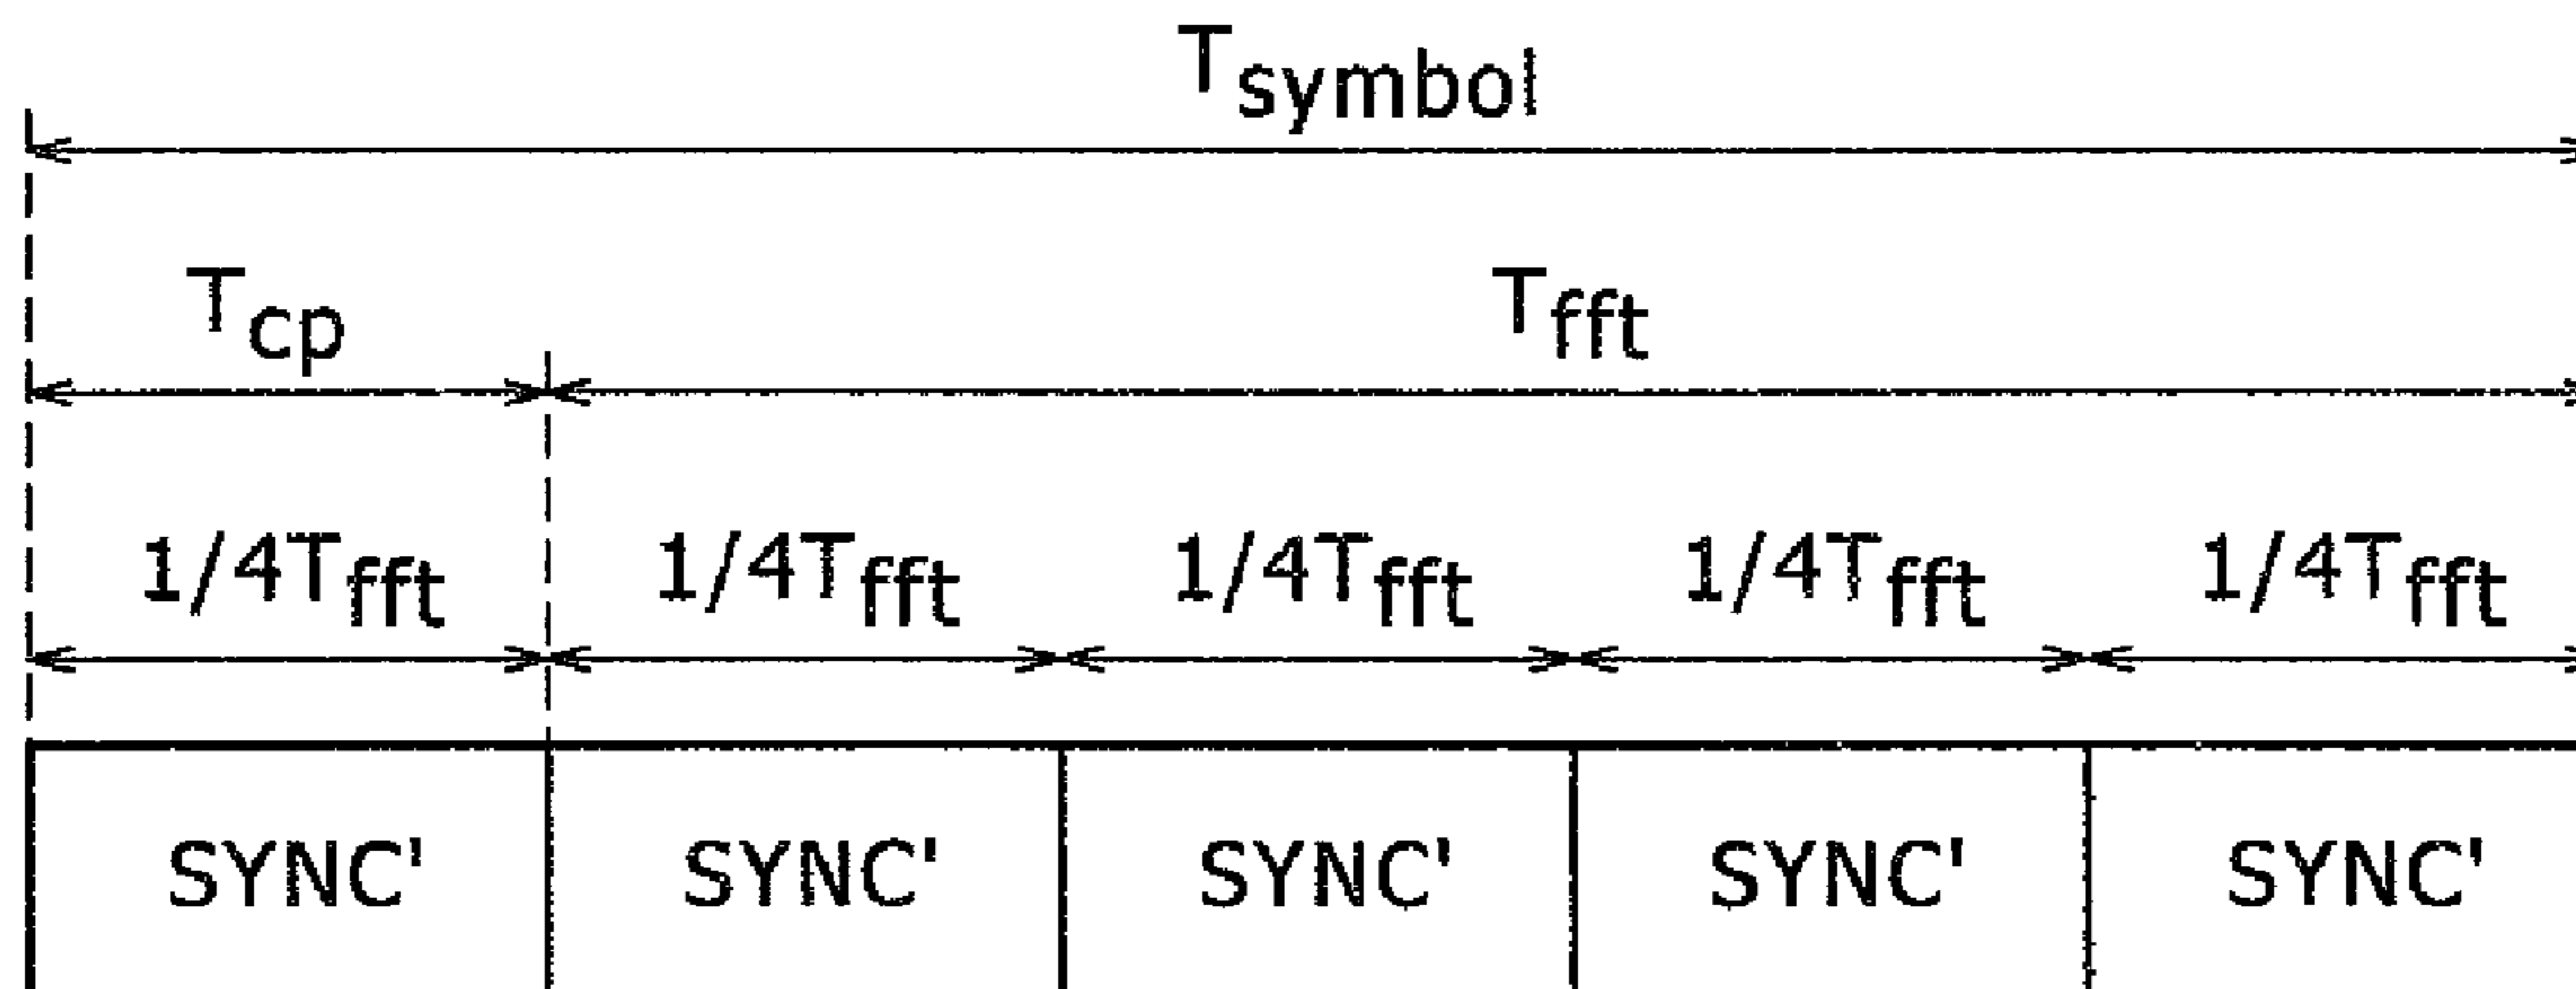 Tsymbol
Tcp Tfft
1/4Tfft 1/4Tfft 1/4Tfft 1/4Tfft 1/4Tfft
SYNC' SYNC' SYNC' SYNC' SYNC'